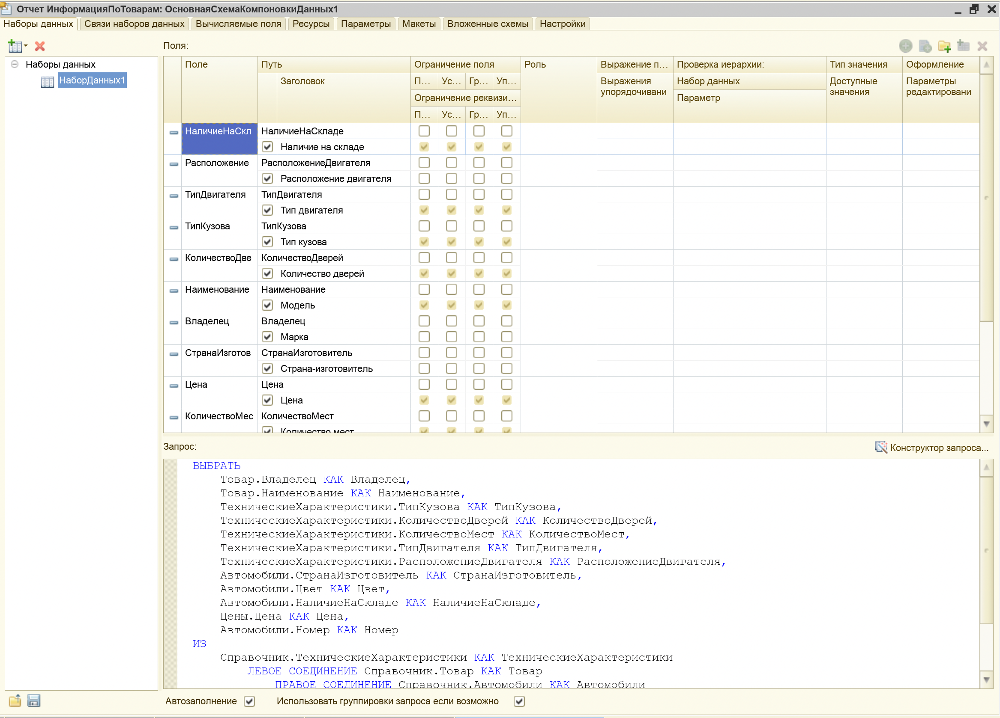 Отчет ИнформацияПоТоварам: ОсновнаяСхемаКомпоновкиДанных1
Наборы данных Связи наборов данных Вычисляемые поля Ресурсы Параметры Макеты Вложенные схемы Настройки
Поля:
Наборы данных
НаборДанных1
Поле Путь Ограничение поля Роль Выражение п... Проверка иерархии: Тип значения Оформление
Заголовок П... Ус... Гр... Уп... Выражения упорядочивани Набор данных Доступные значения Параметры редактировани
Ограничение реквизи... Параметр
П... Ус... Гр... Уп...
НаличиеНаСкл НаличиеНаСкладе
Наличие на складе
Расположение РасположениеДвигателя
Расположение двигателя
ТипДвигателя ТипДвигателя
Тип двигателя
ТипКузова ТипКузова
Тип кузова
КоличествоДве КоличествоДверей
Количество дверей
Наименование Наименование
Модель
Владелец Владелец
Марка
СтранаИзготов СтранаИзготовитель
Страна-изготовитель
Цена Цена
Цена
КоличествоМес КоличествоМест
Количество мест
Запрос:
Конструктор запроса...
ВЫБРАТЬ
Товар.Владелец КАК Владелец,
Товар.Наименование КАК Наименование,
ТехническиеХарактеристики.ТипКузова КАК ТипКузова,
ТехническиеХарактеристики.КоличествоДверей КАК КоличествоДверей,
ТехническиеХарактеристики.КоличествоМест КАК КоличествоМест,
ТехническиеХарактеристики.ТипДвигателя КАК ТипДвигателя,
ТехническиеХарактеристики.РасположениеДвигателя КАК РасположениеДвигателя,
Автомобили.СтранаИзготовитель КАК СтранаИзготовитель,
Автомобили.Цвет КАК Цвет,
Автомобили.НаличиеНаСкладе КАК НаличиеНаСкладе,
Цены.Цена КАК Цена,
Автомобили.Номер КАК Номер
ИЗ
Справочник.ТехническиеХарактеристики КАК ТехническиеХарактеристики
ЛЕВОЕ СОЕДИНЕНИЕ Справочник.Товар КАК Товар
ПРАВОЕ СОЕДИНЕНИЕ Справочник.Автомобили КАК Автомобили
Автозаполнение Использовать группировки запроса если возможно